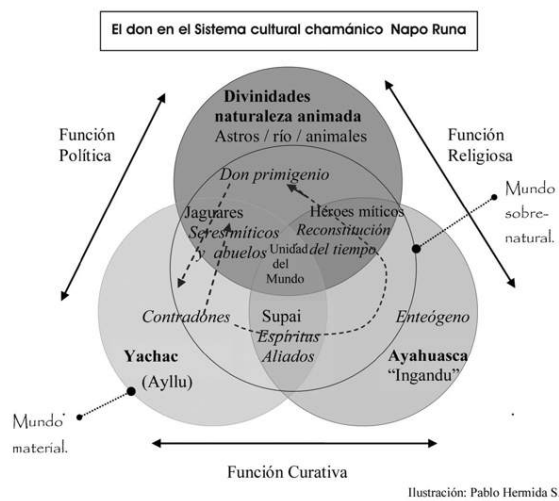 El don en el Sistema cultural chamánico Napo Runa
Divinidades
naturaleza animada
Astros / río / animales
Función
Política
Función
Religiosa
Don primigenio
Mundo
sobre-
natural.
Jaguares
Seres míticos
y abuelos
Héroes míticos
Reconstitución
del tiempo
Unidad
del
Mundo
Contradones
Supai
Espíritus
Aliados
Enteógeno
Yachac
(Ayllu)
Ayahuasca
“Ingandu”
Mundo
material.
Función Curativa
Ilustración: Pablo Hermida S.